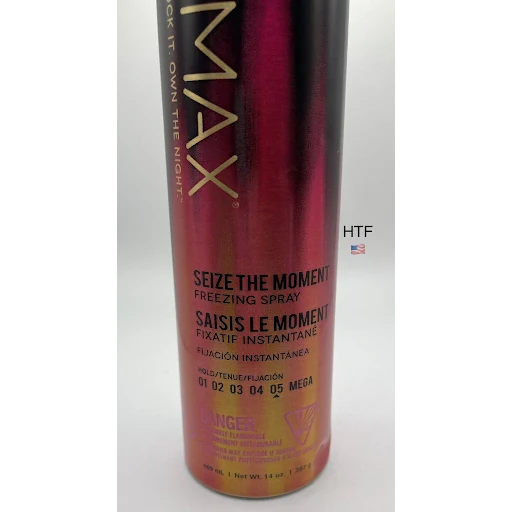 MAX®
OCK IT. OWN THE NIGHT.
HTF
SEIZE THE MOMENT
FREEZING SPRAY
SAISIS LE MOMENT
FIXATIF INSTANTANÉ
FIJACIÓN INSTANTÁNEA
HOLD/TENUE/FIJACIÓN
01 02 03 04 05 MEGA
DANGER
Net Wt. 14 oz.